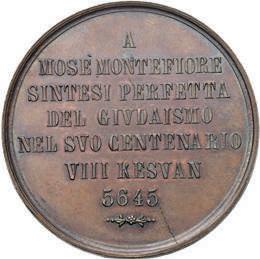 A
MOSÈ MONTEFIORE
SINTESI PERFETTA
DEL GIVDAISMO
NEL SVO CENTENARIO
VIII KESVAN
5645